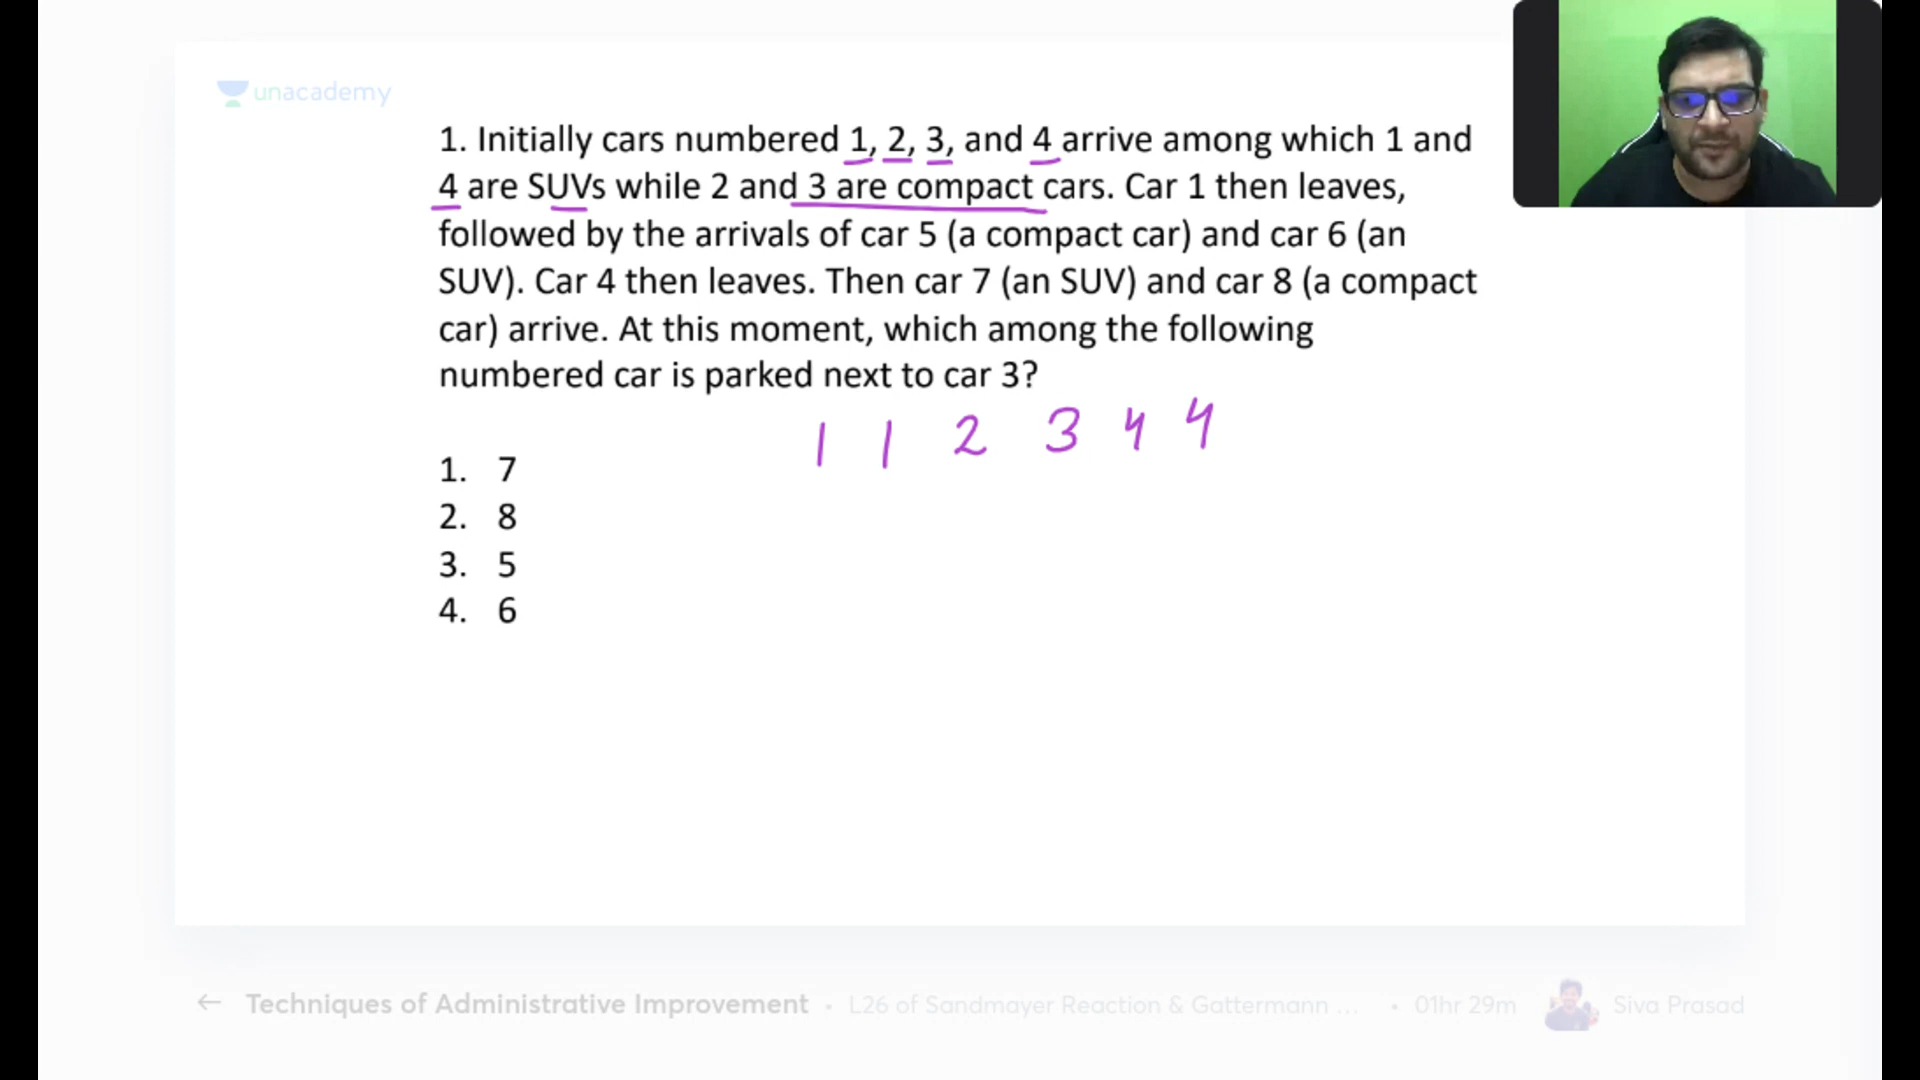 unacademy
1. Initially cars numbered 1, 2, 3, and 4 arrive among which 1 and
4 are SUVs while 2 and 3 are compact cars. Car 1 then leaves,
followed by the arrivals of car 5 (a compact car) and car 6 (an
SUV). Car 4 then leaves. Then car 7 (an SUV) and car 8 (a compact
car) arrive. At this moment, which among the following
numbered car is parked next to car 3?
1 1 2 3 4 4
1. 7
2. 8
3. 5
4. 6
← Techniques of Administrative Improvement • L26 of Sandmayer Reaction & Gattermann ... • 01hr 29m Siva Prasad